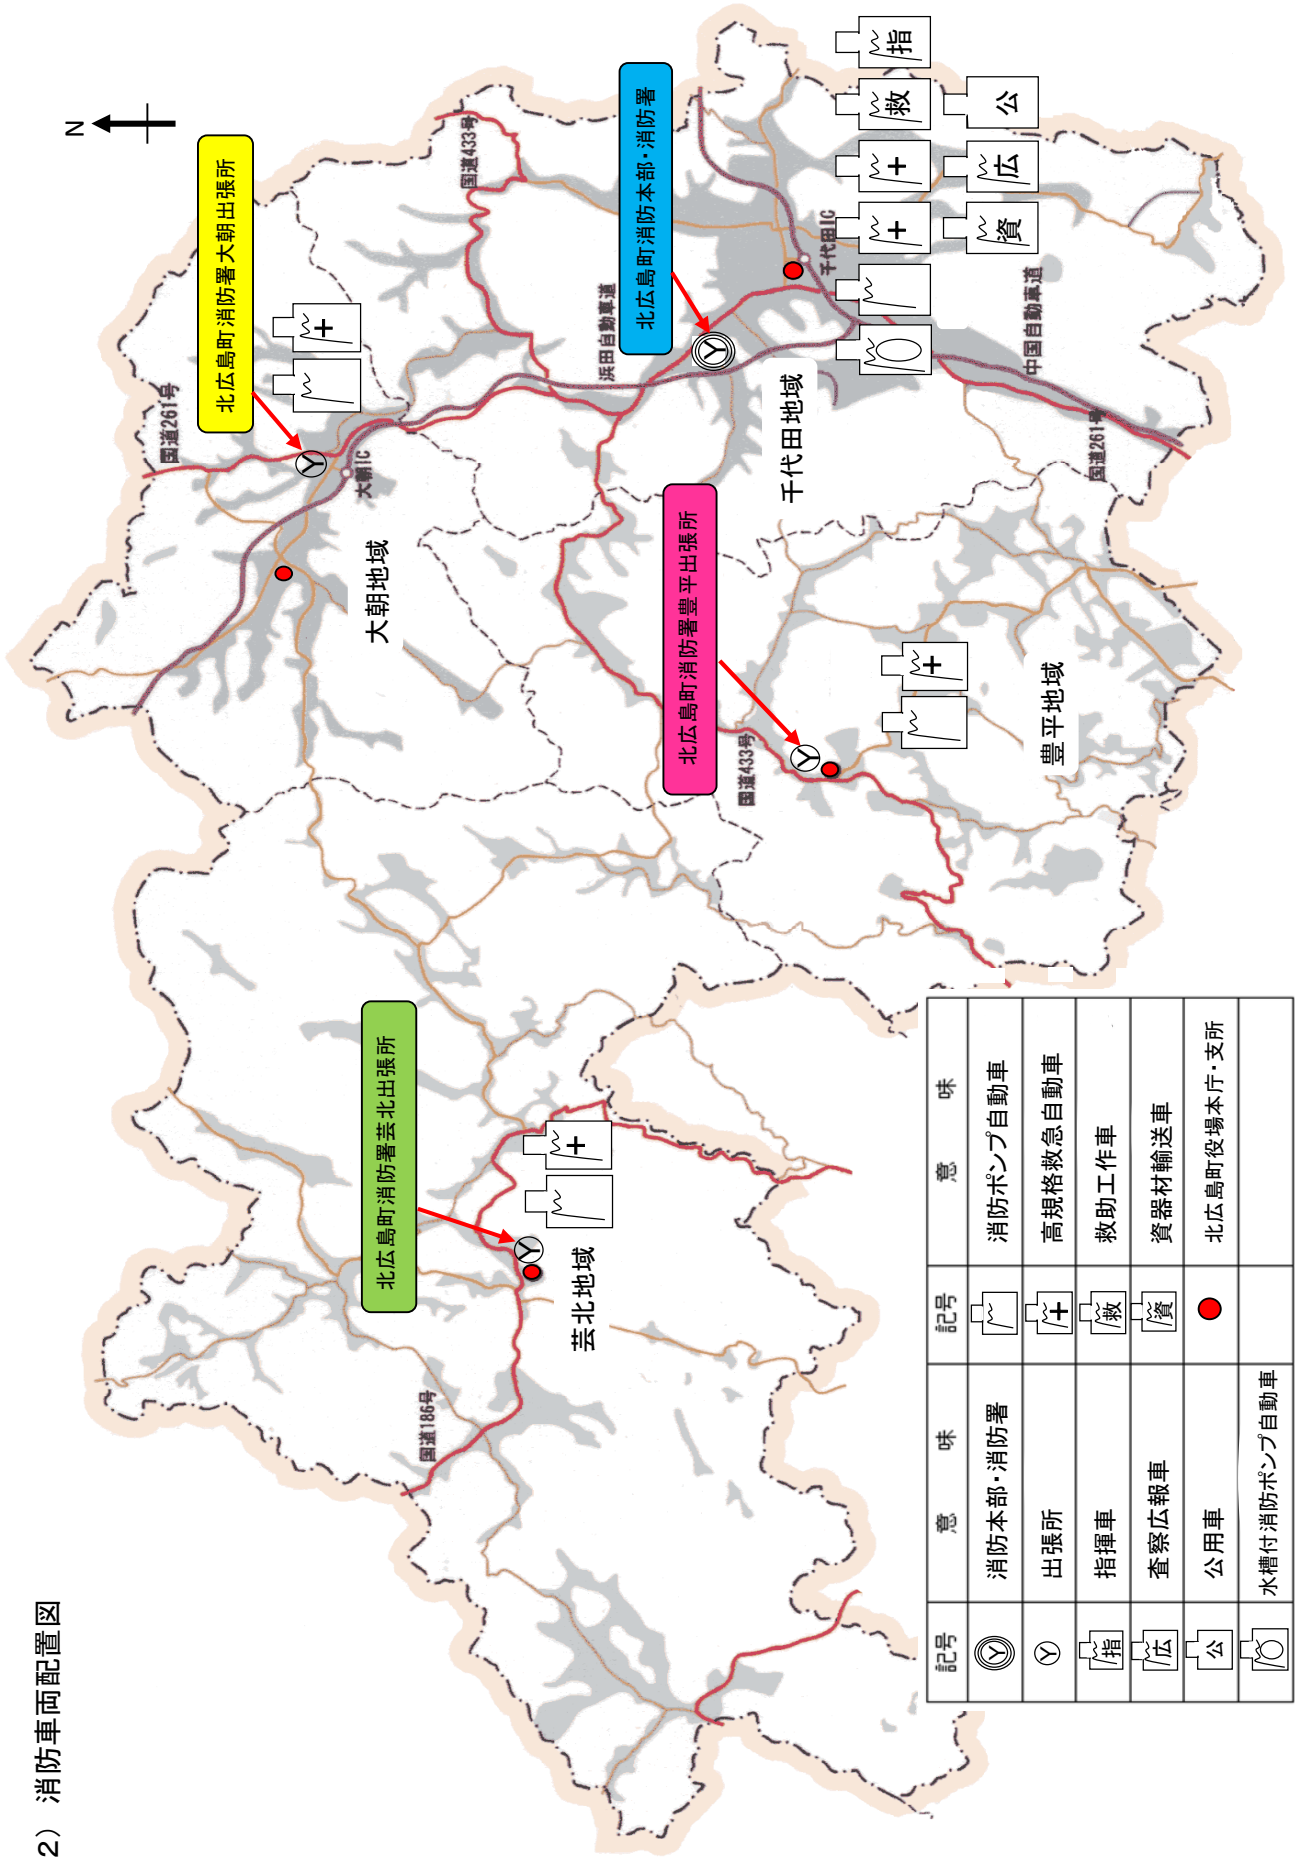 2） 消防車両配置図
N
北広島町消防署大朝出張所
国道261号
＋
大朝IC
大朝地域
国道433号
浜田自動車道
北広島町消防本部・消防署
Y
Y
千代田IC
千代田地域
＋
＋
救
指
資
広
公
中国自動車道
国道261号
北広島町消防署豊平出張所
国道433号
Y
＋
豊平地域
北広島町消防署芸北出張所
＋
Y
芸北地域
国道186号
記号 意 味 記号 意 味
Y 消防本部・消防署 消防ポンプ自動車
Y 出張所 ＋ 高規格救急自動車
指 指揮車 救 救助工作車
広 査察広報車 資 資器材輸送車
公 公用車 北広島町役場本庁・支所
水槽付消防ポンプ自動車